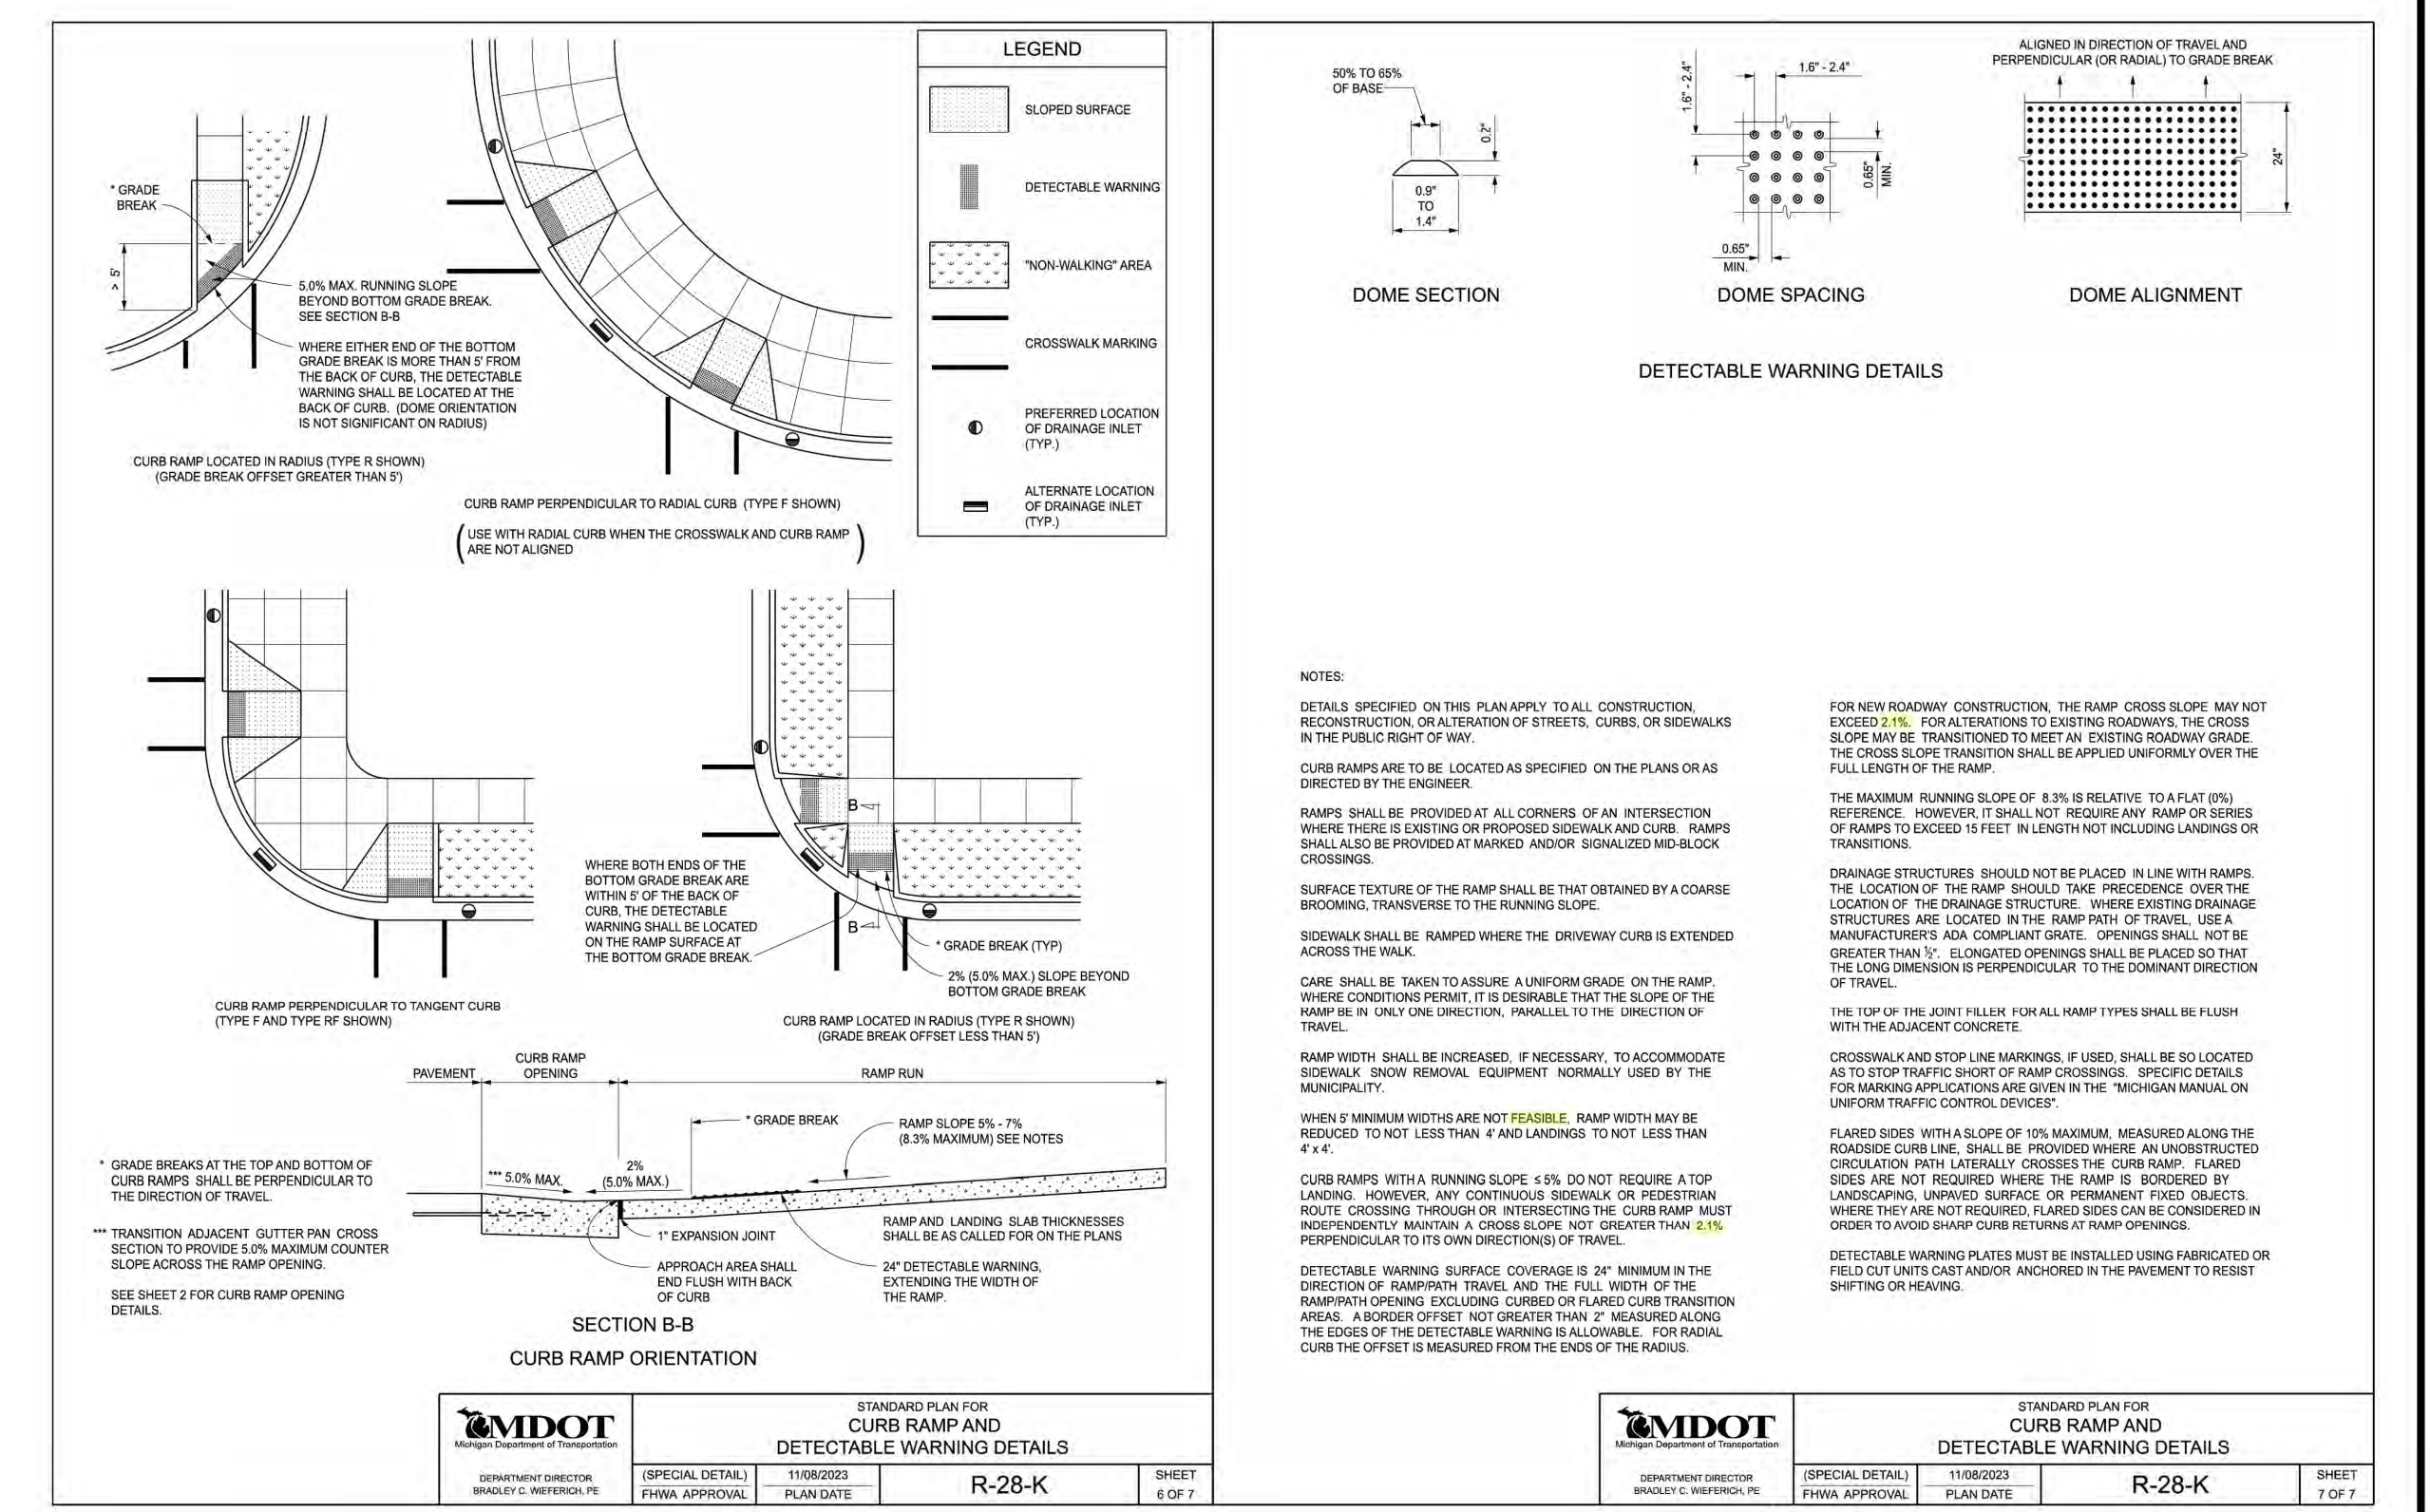 LEGEND
SLOPED SURFACE
DETECTABLE WARNING
"NON-WALKING" AREA
CROSSWALK MARKING
PREFERRED LOCATION
OF DRAINAGE INLET
(TYP.)
ALTERNATE LOCATION
OF DRAINAGE INLET
(TYP.)
* GRADE
BREAK
> 5'
5.0% MAX. RUNNING SLOPE
BEYOND BOTTOM GRADE BREAK.
SEE SECTION B-B
WHERE EITHER END OF THE BOTTOM
GRADE BREAK IS MORE THAN 5' FROM
THE BACK OF CURB, THE DETECTABLE
WARNING SHALL BE LOCATED AT THE
BACK OF CURB. (DOME ORIENTATION
IS NOT SIGNIFICANT ON RADIUS)
CURB RAMP LOCATED IN RADIUS (TYPE R SHOWN)
(GRADE BREAK OFFSET GREATER THAN 5')
CURB RAMP PERPENDICULAR TO RADIAL CURB (TYPE F SHOWN)
(USE WITH RADIAL CURB WHEN THE CROSSWALK AND CURB RAMP
ARE NOT ALIGNED)
CURB RAMP PERPENDICULAR TO TANGENT CURB
(TYPE F AND TYPE RF SHOWN)
B
WHERE BOTH ENDS OF THE
BOTTOM GRADE BREAK ARE
WITHIN 5' OF THE BACK OF
CURB, THE DETECTABLE
WARNING SHALL BE LOCATED
ON THE RAMP SURFACE AT
THE BOTTOM GRADE BREAK.
B
* GRADE BREAK (TYP)
2% (5.0% MAX.) SLOPE BEYOND
BOTTOM GRADE BREAK
CURB RAMP LOCATED IN RADIUS (TYPE R SHOWN)
(GRADE BREAK OFFSET LESS THAN 5')
PAVEMENT
CURB RAMP
OPENING
RAMP RUN
* GRADE BREAK
RAMP SLOPE 5% - 7%
(8.3% MAXIMUM) SEE NOTES
*** 5.0% MAX.
2%
(5.0% MAX.)
1" EXPANSION JOINT
RAMP AND LANDING SLAB THICKNESSES
SHALL BE AS CALLED FOR ON THE PLANS
APPROACH AREA SHALL
END FLUSH WITH BACK
OF CURB
24" DETECTABLE WARNING,
EXTENDING THE WIDTH OF
THE RAMP.
* GRADE BREAKS AT THE TOP AND BOTTOM OF
CURB RAMPS SHALL BE PERPENDICULAR TO
THE DIRECTION OF TRAVEL.
*** TRANSITION ADJACENT GUTTER PAN CROSS
SECTION TO PROVIDE 5.0% MAXIMUM COUNTER
SLOPE ACROSS THE RAMP OPENING.
SEE SHEET 2 FOR CURB RAMP OPENING
DETAILS.
SECTION B-B
CURB RAMP ORIENTATION
MDOT
Michigan Department of Transportation
DEPARTMENT DIRECTOR
BRADLEY C. WIEFERICH, PE
STANDARD PLAN FOR
CURB RAMP AND
DETECTABLE WARNING DETAILS
(SPECIAL DETAIL)
FHWA APPROVAL
11/08/2023
PLAN DATE
R-28-K
SHEET
6 OF 7
50% TO 65%
OF BASE
0.2"
0.9"
TO
1.4"
DOME SECTION
1.6" - 2.4"
1.6" - 2.4"
0.65"
MIN.
0.65"
MIN.
DOME SPACING
ALIGNED IN DIRECTION OF TRAVEL AND
PERPENDICULAR (OR RADIAL) TO GRADE BREAK
24"
DOME ALIGNMENT
DETECTABLE WARNING DETAILS
NOTES:
DETAILS SPECIFIED ON THIS PLAN APPLY TO ALL CONSTRUCTION,
RECONSTRUCTION, OR ALTERATION OF STREETS, CURBS, OR SIDEWALKS
IN THE PUBLIC RIGHT OF WAY.
CURB RAMPS ARE TO BE LOCATED AS SPECIFIED ON THE PLANS OR AS
DIRECTED BY THE ENGINEER.
RAMPS SHALL BE PROVIDED AT ALL CORNERS OF AN INTERSECTION
WHERE THERE IS EXISTING OR PROPOSED SIDEWALK AND CURB. RAMPS
SHALL ALSO BE PROVIDED AT MARKED AND/OR SIGNALIZED MID-BLOCK
CROSSINGS.
SURFACE TEXTURE OF THE RAMP SHALL BE THAT OBTAINED BY A COARSE
BROOMING, TRANSVERSE TO THE RUNNING SLOPE.
SIDEWALK SHALL BE RAMPED WHERE THE DRIVEWAY CURB IS EXTENDED
ACROSS THE WALK.
CARE SHALL BE TAKEN TO ASSURE A UNIFORM GRADE ON THE RAMP.
WHERE CONDITIONS PERMIT, IT IS DESIRABLE THAT THE SLOPE OF THE
RAMP BE IN ONLY ONE DIRECTION, PARALLEL TO THE DIRECTION OF
TRAVEL.
RAMP WIDTH SHALL BE INCREASED, IF NECESSARY, TO ACCOMMODATE
SIDEWALK SNOW REMOVAL EQUIPMENT NORMALLY USED BY THE
MUNICIPALITY.
WHEN 5' MINIMUM WIDTHS ARE NOT FEASIBLE, RAMP WIDTH MAY BE
REDUCED TO NOT LESS THAN 4' AND LANDINGS TO NOT LESS THAN
4' x 4'.
CURB RAMPS WITH A RUNNING SLOPE ≤ 5% DO NOT REQUIRE A TOP
LANDING. HOWEVER, ANY CONTINUOUS SIDEWALK OR PEDESTRIAN
ROUTE CROSSING THROUGH OR INTERSECTING THE CURB RAMP MUST
INDEPENDENTLY MAINTAIN A CROSS SLOPE NOT GREATER THAN 2.1%
PERPENDICULAR TO ITS OWN DIRECTION(S) OF TRAVEL.
DETECTABLE WARNING SURFACE COVERAGE IS 24" MINIMUM IN THE
DIRECTION OF RAMP/PATH TRAVEL AND THE FULL WIDTH OF THE
RAMP/PATH OPENING EXCLUDING CURBED OR FLARED CURB TRANSITION
AREAS. A BORDER OFFSET NOT GREATER THAN 2" MEASURED ALONG
THE EDGES OF THE DETECTABLE WARNING IS ALLOWABLE. FOR RADIAL
CURB THE OFFSET IS MEASURED FROM THE ENDS OF THE RADIUS.
FOR NEW ROADWAY CONSTRUCTION, THE RAMP CROSS SLOPE MAY NOT
EXCEED 2.1%. FOR ALTERATIONS TO EXISTING ROADWAYS, THE CROSS
SLOPE MAY BE TRANSITIONED TO MEET AN EXISTING ROADWAY GRADE.
THE CROSS SLOPE TRANSITION SHALL BE APPLIED UNIFORMLY OVER THE
FULL LENGTH OF THE RAMP.
THE MAXIMUM RUNNING SLOPE OF 8.3% IS RELATIVE TO A FLAT (0%)
REFERENCE. HOWEVER, IT SHALL NOT REQUIRE ANY RAMP OR SERIES
OF RAMPS TO EXCEED 15 FEET IN LENGTH NOT INCLUDING LANDINGS OR
TRANSITIONS.
DRAINAGE STRUCTURES SHOULD NOT BE PLACED IN LINE WITH RAMPS.
THE LOCATION OF THE RAMP SHOULD TAKE PRECEDENCE OVER THE
LOCATION OF THE DRAINAGE STRUCTURE. WHERE EXISTING DRAINAGE
STRUCTURES ARE LOCATED IN THE RAMP PATH OF TRAVEL, USE A
MANUFACTURER'S ADA COMPLIANT GRATE. OPENINGS SHALL NOT BE
GREATER THAN ½". ELONGATED OPENINGS SHALL BE PLACED SO THAT
THE LONG DIMENSION IS PERPENDICULAR TO THE DOMINANT DIRECTION
OF TRAVEL.
THE TOP OF THE JOINT FILLER FOR ALL RAMP TYPES SHALL BE FLUSH
WITH THE ADJACENT CONCRETE.
CROSSWALK AND STOP LINE MARKINGS, IF USED, SHALL BE SO LOCATED
AS TO STOP TRAFFIC SHORT OF RAMP CROSSINGS. SPECIFIC DETAILS
FOR MARKING APPLICATIONS ARE GIVEN IN THE "MICHIGAN MANUAL ON
UNIFORM TRAFFIC CONTROL DEVICES".
FLARED SIDES WITH A SLOPE OF 10% MAXIMUM, MEASURED ALONG THE
ROADSIDE CURB LINE, SHALL BE PROVIDED WHERE AN UNOBSTRUCTED
CIRCULATION PATH LATERALLY CROSSES THE CURB RAMP. FLARED
SIDES ARE NOT REQUIRED WHERE THE RAMP IS BORDERED BY
LANDSCAPING, UNPAVED SURFACE OR PERMANENT FIXED OBJECTS.
WHERE THEY ARE NOT REQUIRED, FLARED SIDES CAN BE CONSIDERED IN
ORDER TO AVOID SHARP CURB RETURNS AT RAMP OPENINGS.
DETECTABLE WARNING PLATES MUST BE INSTALLED USING FABRICATED OR
FIELD CUT UNITS CAST AND/OR ANCHORED IN THE PAVEMENT TO RESIST
SHIFTING OR HEAVING.
MDOT
Michigan Department of Transportation
DEPARTMENT DIRECTOR
BRADLEY C. WIEFERICH, PE
STANDARD PLAN FOR
CURB RAMP AND
DETECTABLE WARNING DETAILS
(SPECIAL DETAIL)
FHWA APPROVAL
11/08/2023
PLAN DATE
R-28-K
SHEET
7 OF 7